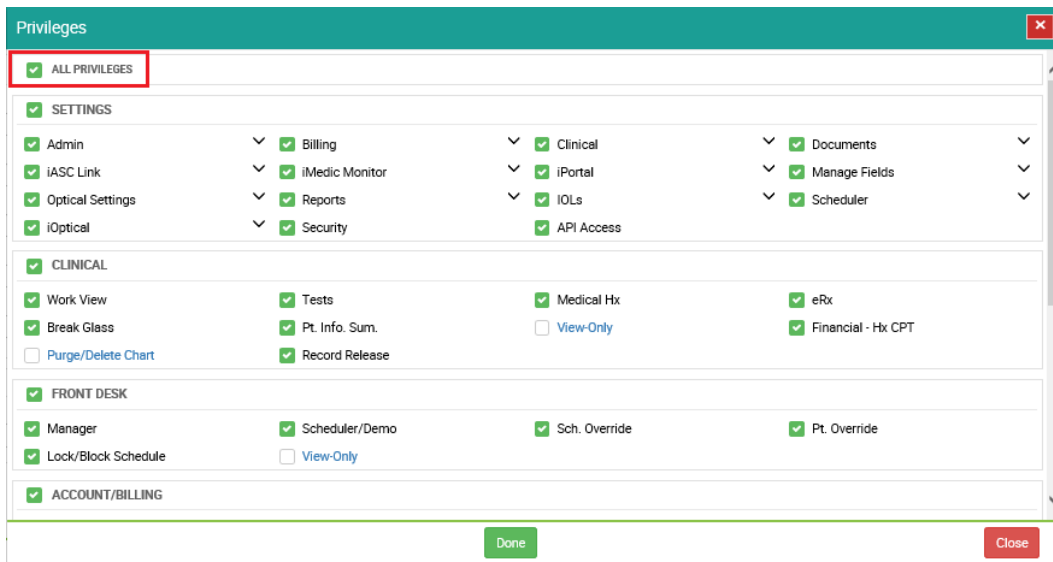 Privileges
ALL PRIVILEGES
SETTINGS
Admin Billing Clinical Documents
iASC Link iMedic Monitor iPortal Manage Fields
Optical Settings Reports IOLs Scheduler
iOptical Security API Access
CLINICAL
Work View Tests Medical Hx eRx
Break Glass Pt. Info. Sum. View-Only Financial - Hx CPT
Purge/Delete Chart Record Release
FRONT DESK
Manager Scheduler/Demo Sch. Override Pt. Override
Lock/Block Schedule View-Only
ACCOUNT/BILLING
Done Close